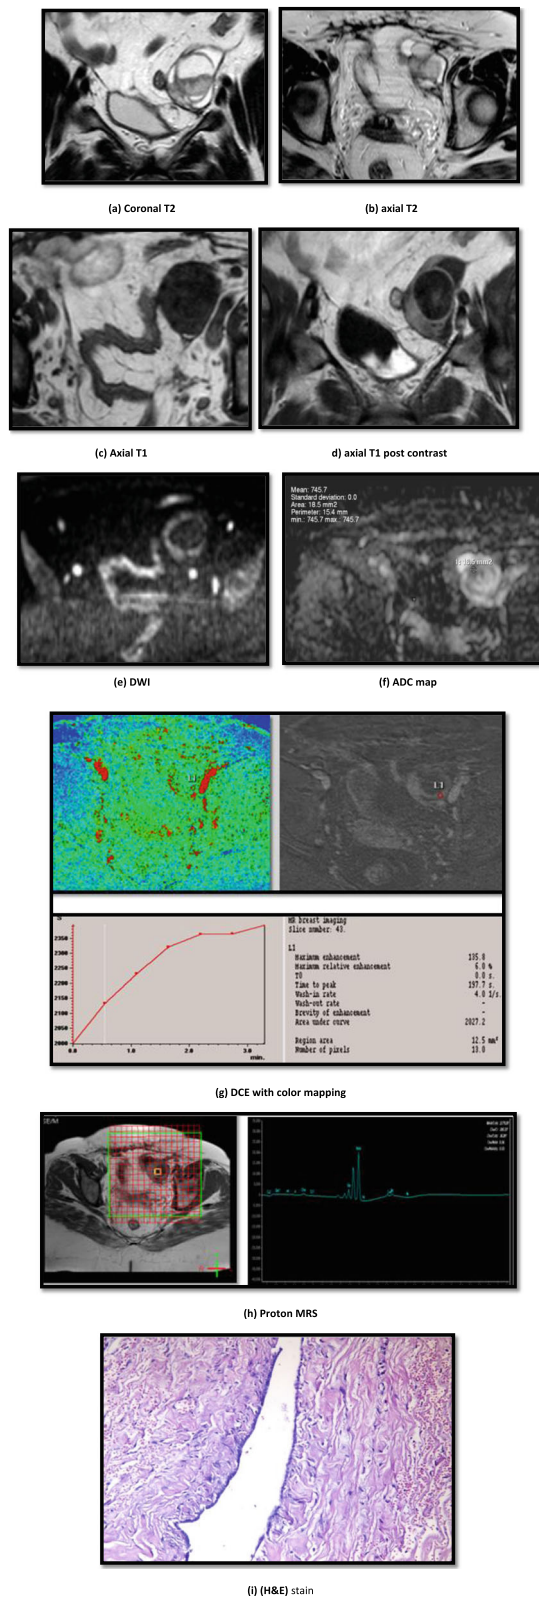 (a) Coronal T2
(b) axial T2
(c) Axial T1
d) axial T1 post contrast
Mean: 745.7
Standard deviation: 0.0
Area: 18.5 mm2
Perimeter: 15.4 mm
min.: 745.7 max.: 745.7
(e) DWI
(f) ADC map
L1
L1
2350
2300
2250
2200
2150
2100
2050
2000
0.0
1.0
2.0
3.0
min.
MR breast imaging
Slice number: 43.
L1
Maximum enhancement 135.0
Maximum relative enhancement 6.0 %
T0 0.0 s.
Time to peak 197.7 s.
Wash-in rate 4.0 1/s.
Wash-out rate -
Brevity of enhancement -
Area under curve 2027.2
Region area 12.5 mm²
Number of pixels 13.0
(g) DCE with color mapping
(h) Proton MRS
(i) (H&E) stain